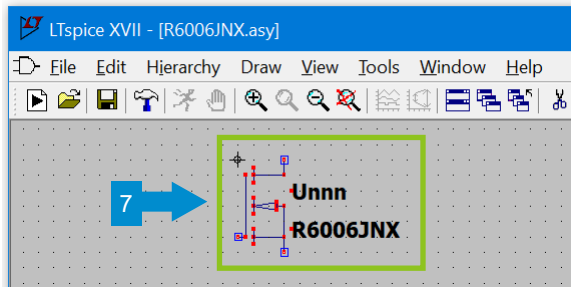 LTspice XVII - [R6006JNX.asy]
File Edit Hierarchy Draw View Tools Window Help
Unnn
7
R6006JNX